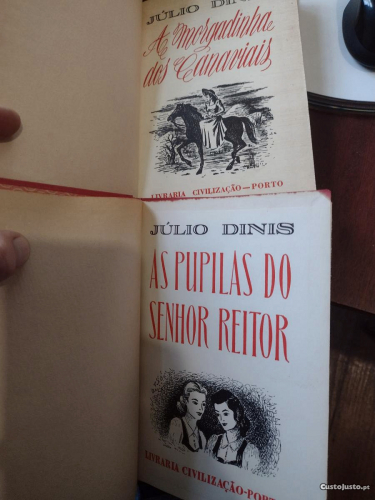 JÚLIO DINIS
A Morgadinha
dos Canaviais
LIVRARIA CIVILIZAÇÃO—PORTO
JÚLIO DINIS
AS PUPILAS DO
SENHOR REITOR
LIVRARIA CIVILIZAÇÃO-PORTO
CustoJusto.pt